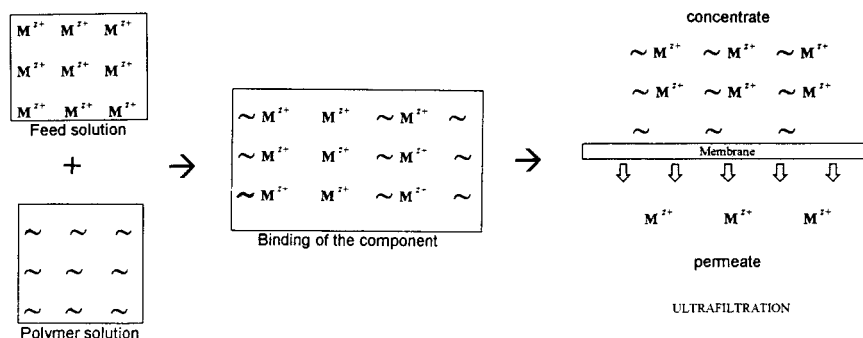 M z+ M z+ M z+
M z+ M z+ M z+
M z+ M z+ M z+
Feed solution
+
~ ~ ~
~ ~ ~
~ ~ ~
Polymer solution
→
~ M z+ M z+ ~ M z+ ~
~ M z+ M z+ ~ M z+ ~
~ M z+ M z+ ~ M z+ ~
Binding of the component
→
concentrate
~ M z+ ~ M z+ ~ M z+
~ M z+ ~ M z+ ~ M z+
~ ~ ~
Membrane
M z+ M z+ M z+
permeate
ULTRAFILTRATION